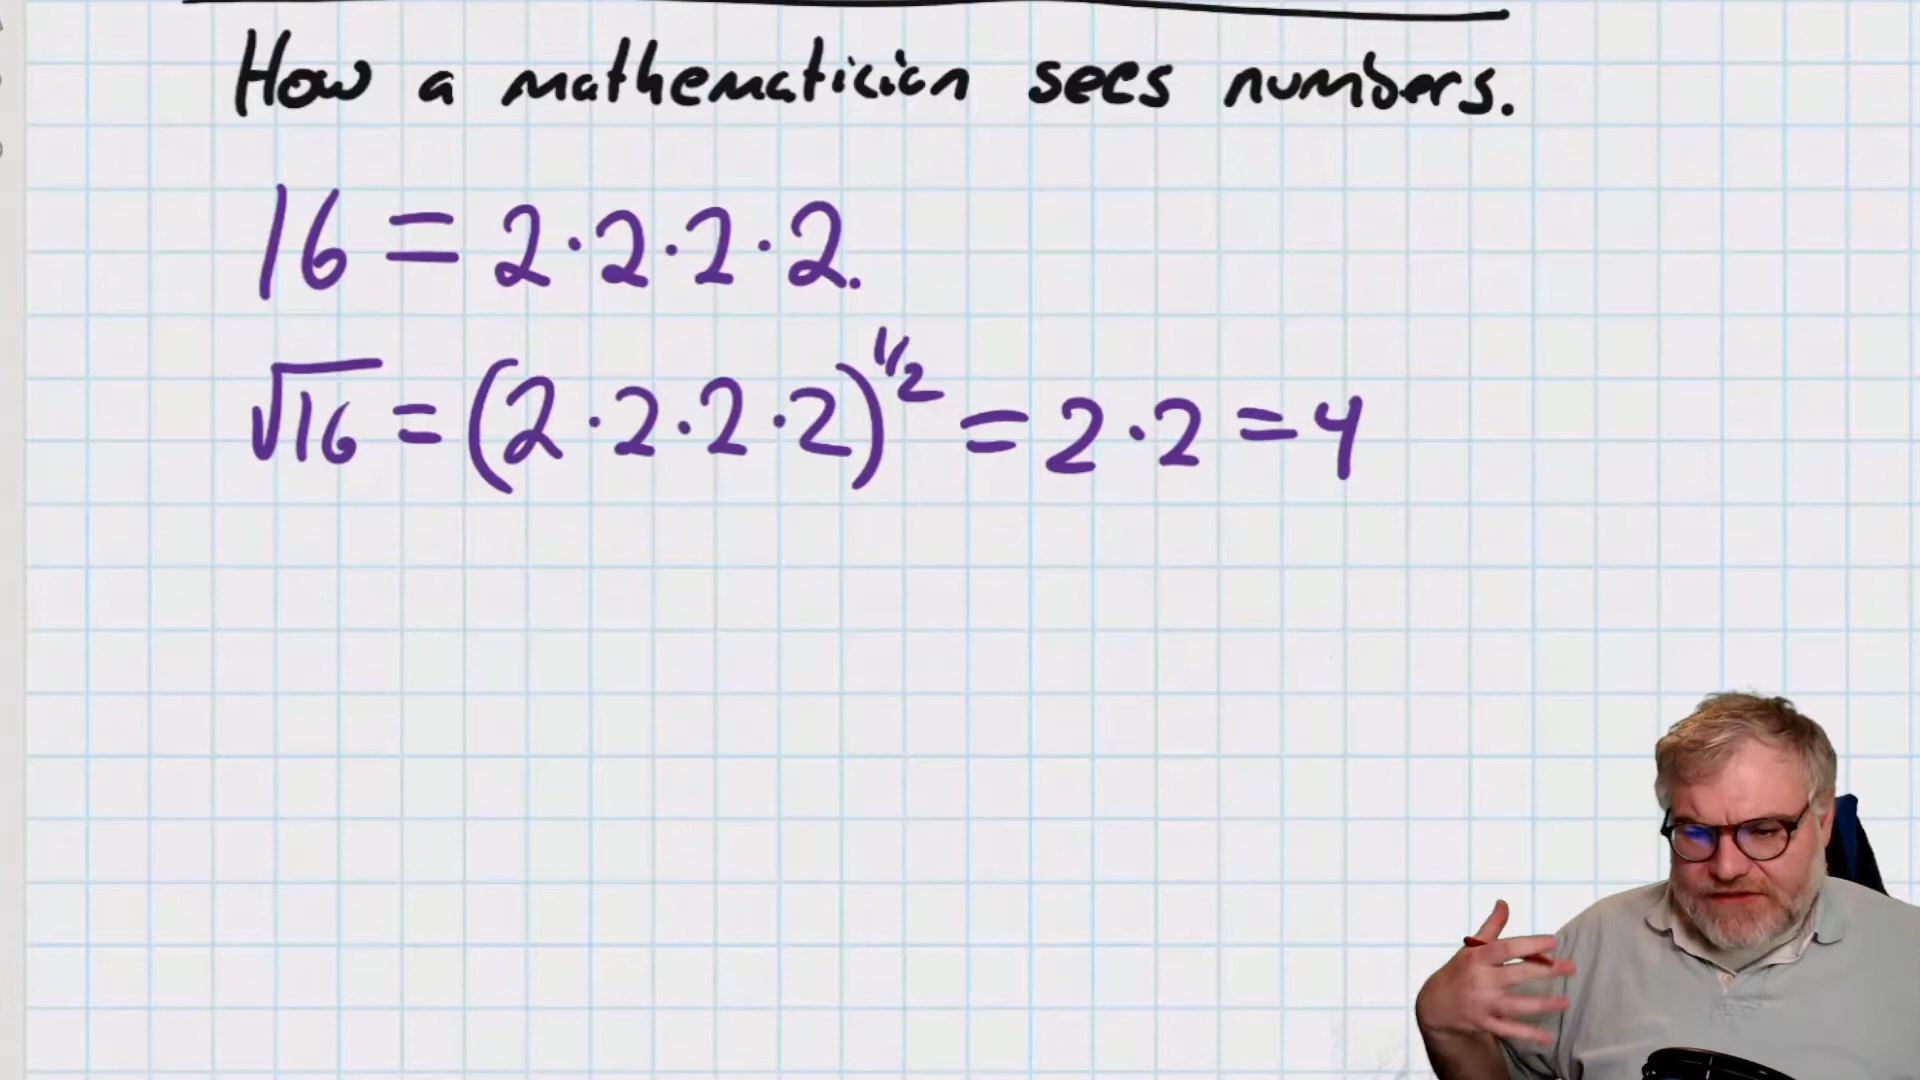 How a mathematician sees numbers.
16 = 2·2·2·2.
√16 = (2·2·2·2)^1/2 = 2·2 = 4